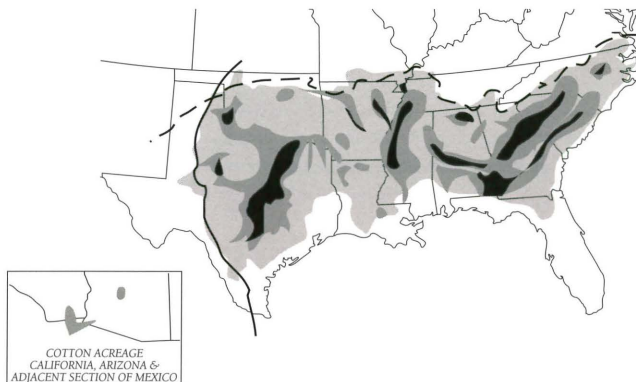 COTTON ACREAGE
CALIFORNIA, ARIZONA &
ADJACENT SECTION OF MEXICO